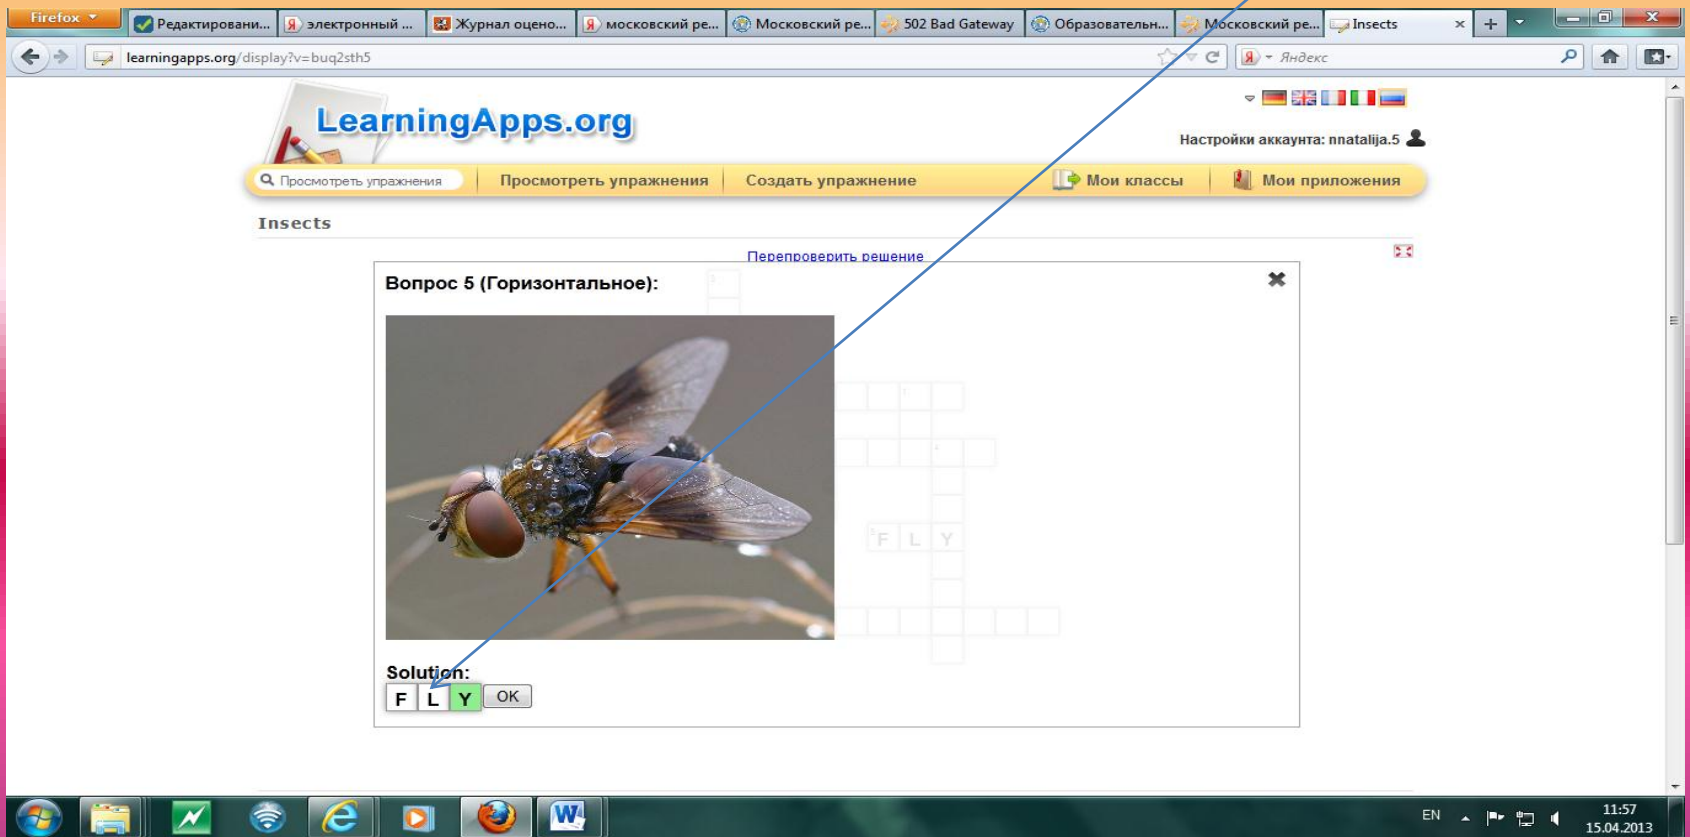 Firefox
Редактировани...
электронный ...
Журнал оцено...
московский ре...
Московский ре...
502 Bad Gateway
Образовательн...
Московский ре...
Insects
learningapps.org/display?v=buq2sth5
Яндекс
LearningApps.org
Настройки аккаунта: nnatalija.5
Просмотреть упражнения
Просмотреть упражнения
Создать упражнение
Мои классы
Мои приложения
Insects
Перепроверить решение
Вопрос 5 (Горизонтальное):
F L Y
Solution:
F L Y OK
EN
11:57
15.04.2013